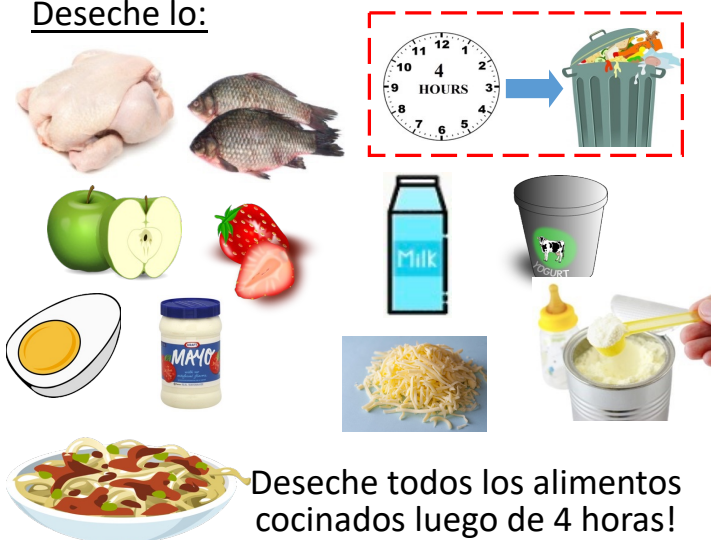 Deseche lo:
12
11 1
10 4 2
9 HOURS 3
8 4
7 6 5
Milk
YOGURT
KRAFT
MAYO
Deseche todos los alimentos
cocinados luego de 4 horas!